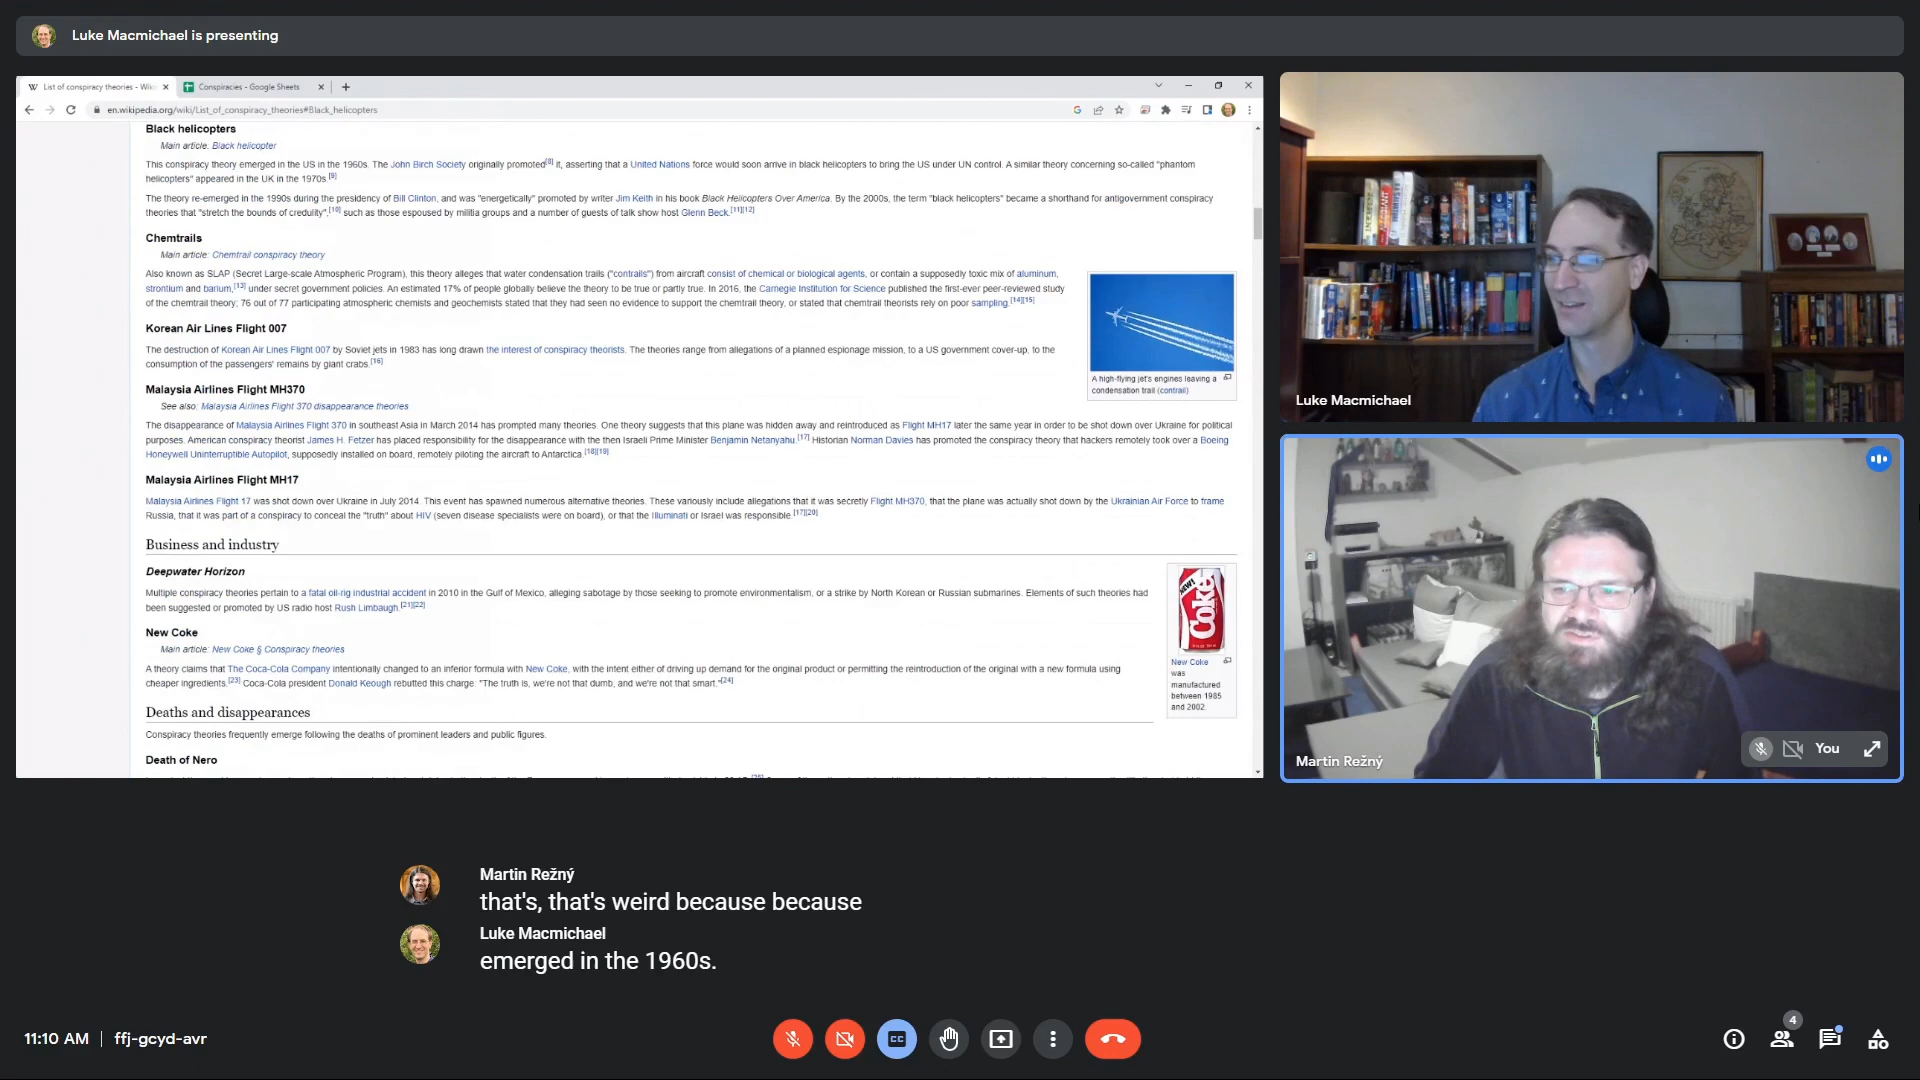 Luke Macmichael is presenting
List of conspiracy theories - Wiki
Conspiracies - Google Sheets
en.wikipedia.org/wiki/List_of_conspiracy_theories#Black_helicopters
Black helicopters
Main article: Black helicopter
This conspiracy theory emerged in the US in the 1960s. The John Birch Society originally promoted[8] it, asserting that a United Nations force would soon arrive in black helicopters to bring the US under UN control. A similar theory concerning so-called "phantom
helicopters" appeared in the UK in the 1970s.[9]
The theory re-emerged in the 1990s during the presidency of Bill Clinton, and was "energetically" promoted by writer Jim Keith in his book Black Helicopters Over America. By the 2000s, the term "black helicopters" became a shorthand for antigovernment conspiracy
theories that "stretch the bounds of credulity",[10] such as those espoused by militia groups and a number of guests of talk show host Glenn Beck.[11][12]
Chemtrails
Main article: Chemtrail conspiracy theory
Also known as SLAP (Secret Large-scale Atmospheric Program), this theory alleges that water condensation trails ("contrails") from aircraft consist of chemical or biological agents, or contain a supposedly toxic mix of aluminum,
strontium and barium,[13] under secret government policies. An estimated 17% of people globally believe the theory to be true or partly true. In 2016, the Carnegie Institution for Science published the first-ever peer-reviewed study
of the chemtrail theory; 76 out of 77 participating atmospheric chemists and geochemists stated that they had seen no evidence to support the chemtrail theory, or stated that chemtrail theorists rely on poor sampling.[14][15]
A high-flying jet's engines leaving a
condensation trail (contrail)
Korean Air Lines Flight 007
The destruction of Korean Air Lines Flight 007 by Soviet jets in 1983 has long drawn the interest of conspiracy theorists. The theories range from allegations of a planned espionage mission, to a US government cover-up, to the
consumption of the passengers' remains by giant crabs.[16]
Malaysia Airlines Flight MH370
See also: Malaysia Airlines Flight 370 disappearance theories
The disappearance of Malaysia Airlines Flight 370 in southeast Asia in March 2014 has prompted many theories. One theory suggests that this plane was hidden away and reintroduced as Flight MH17 later the same year in order to be shot down over Ukraine for political
purposes. American conspiracy theorist James H. Fetzer has placed responsibility for the disappearance with the then Israeli Prime Minister Benjamin Netanyahu.[17] Historian Norman Davies has promoted the conspiracy theory that hackers remotely took over a Boeing
Honeywell Uninterruptible Autopilot, supposedly installed on board, remotely piloting the aircraft to Antarctica.[18][19]
Malaysia Airlines Flight MH17
Malaysia Airlines Flight 17 was shot down over Ukraine in July 2014. This event has spawned numerous alternative theories. These variously include allegations that it was secretly Flight MH370, that the plane was actually shot down by the Ukrainian Air Force to frame
Russia, that it was part of a conspiracy to conceal the "truth" about HIV (seven disease specialists were on board), or that the Illuminati or Israel was responsible.[17][20]
Business and industry
Deepwater Horizon
Multiple conspiracy theories pertain to a fatal oil-rig industrial accident in 2010 in the Gulf of Mexico, alleging sabotage by those seeking to promote environmentalism, or a strike by North Korean or Russian submarines. Elements of such theories had
been suggested or promoted by US radio host Rush Limbaugh.[21][22]
New Coke
Main article: New Coke § Conspiracy theories
A theory claims that The Coca-Cola Company intentionally changed to an inferior formula with New Coke, with the intent either of driving up demand for the original product or permitting the reintroduction of the original with a new formula using
cheaper ingredients.[23] Coca-Cola president Donald Keough rebutted this charge: "The truth is, we're not that dumb, and we're not that smart."[24]
NEW!
Coke
New Coke
was
manufactured
between 1985
and 2002.
Deaths and disappearances
Conspiracy theories frequently emerge following the deaths of prominent leaders and public figures.
Death of Nero
Luke Macmichael
You
Martin Režný
Martin Režný
that's, that's weird because because
Luke Macmichael
emerged in the 1960s.
11:10 AM | ffj-gcyd-avr
CC
4